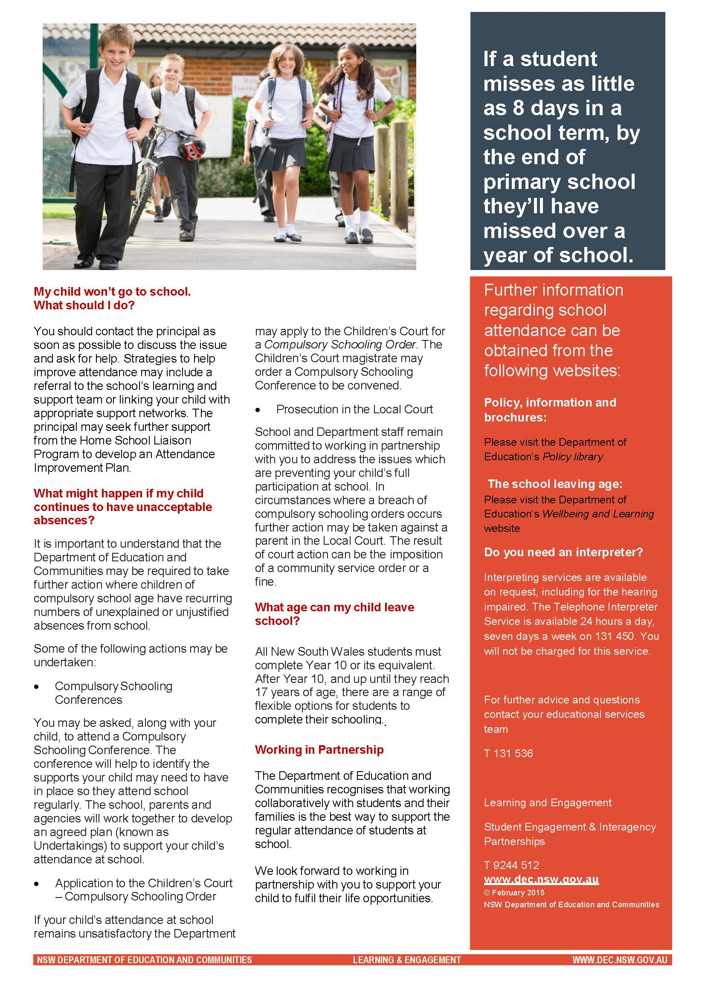 If a student
misses as little
as 8 days in a
school term, by
the end of
primary school
they’ll have
missed over a
year of school.
My child won’t go to school.
What should I do?
You should contact the principal as
soon as possible to discuss the issue
and ask for help. Strategies to help
improve attendance may include a
referral to the school’s learning and
support team or linking your child with
appropriate support networks. The
principal may seek further support
from the Home School Liaison
Program to develop an Attendance
Improvement Plan.
What might happen if my child
continues to have unacceptable
absences?
It is important to understand that the
Department of Education and
Communities may be required to take
further action where children of
compulsory school age have recurring
numbers of unexplained or unjustified
absences from school.
Some of the following actions may be
undertaken:
• Compulsory Schooling
Conferences
You may be asked, along with your
child, to attend a Compulsory
Schooling Conference. The
conference will help to identify the
supports your child may need to have
in place so they attend school
regularly. The school, parents and
agencies will work together to develop
an agreed plan (known as
Undertakings) to support your child’s
attendance at school.
• Application to the Children’s Court
– Compulsory Schooling Order
If your child’s attendance at school
remains unsatisfactory the Department
may apply to the Children’s Court for
a Compulsory Schooling Order. The
Children’s Court magistrate may
order a Compulsory Schooling
Conference to be convened.
• Prosecution in the Local Court
School and Department staff remain
committed to working in partnership
with you to address the issues which
are preventing your child’s full
participation at school. In
circumstances where a breach of
compulsory schooling orders occurs
further action may be taken against a
parent in the Local Court. The result
of court action can be the imposition
of a community service order or a
fine.
What age can my child leave
school?
All New South Wales students must
complete Year 10 or its equivalent.
After Year 10, and up until they reach
17 years of age, there are a range of
flexible options for students to
complete their schooling..
Working in Partnership
The Department of Education and
Communities recognises that working
collaboratively with students and their
families is the best way to support the
regular attendance of students at
school.
We look forward to working in
partnership with you to support your
child to fulfil their life opportunities.
Further information
regarding school
attendance can be
obtained from the
following websites:
Policy, information and
brochures:
Please visit the Department of
Education’s Policy library
The school leaving age:
Please visit the Department of
Education’s Wellbeing and Learning
website
Do you need an interpreter?
Interpreting services are available
on request, including for the hearing
impaired. The Telephone Interpreter
Service is available 24 hours a day,
seven days a week on 131 450. You
will not be charged for this service.
For further advice and questions
contact your educational services
team
T 131 536
Learning and Engagement
Student Engagement & Interagency
Partnerships
T 9244 512
www.dec.nsw.gov.au
© February 2015
NSW Department of Education and Communities
NSW DEPARTMENT OF EDUCATION AND COMMUNITIES LEARNING & ENGAGEMENT WWW.DEC.NSW.GOV.AU